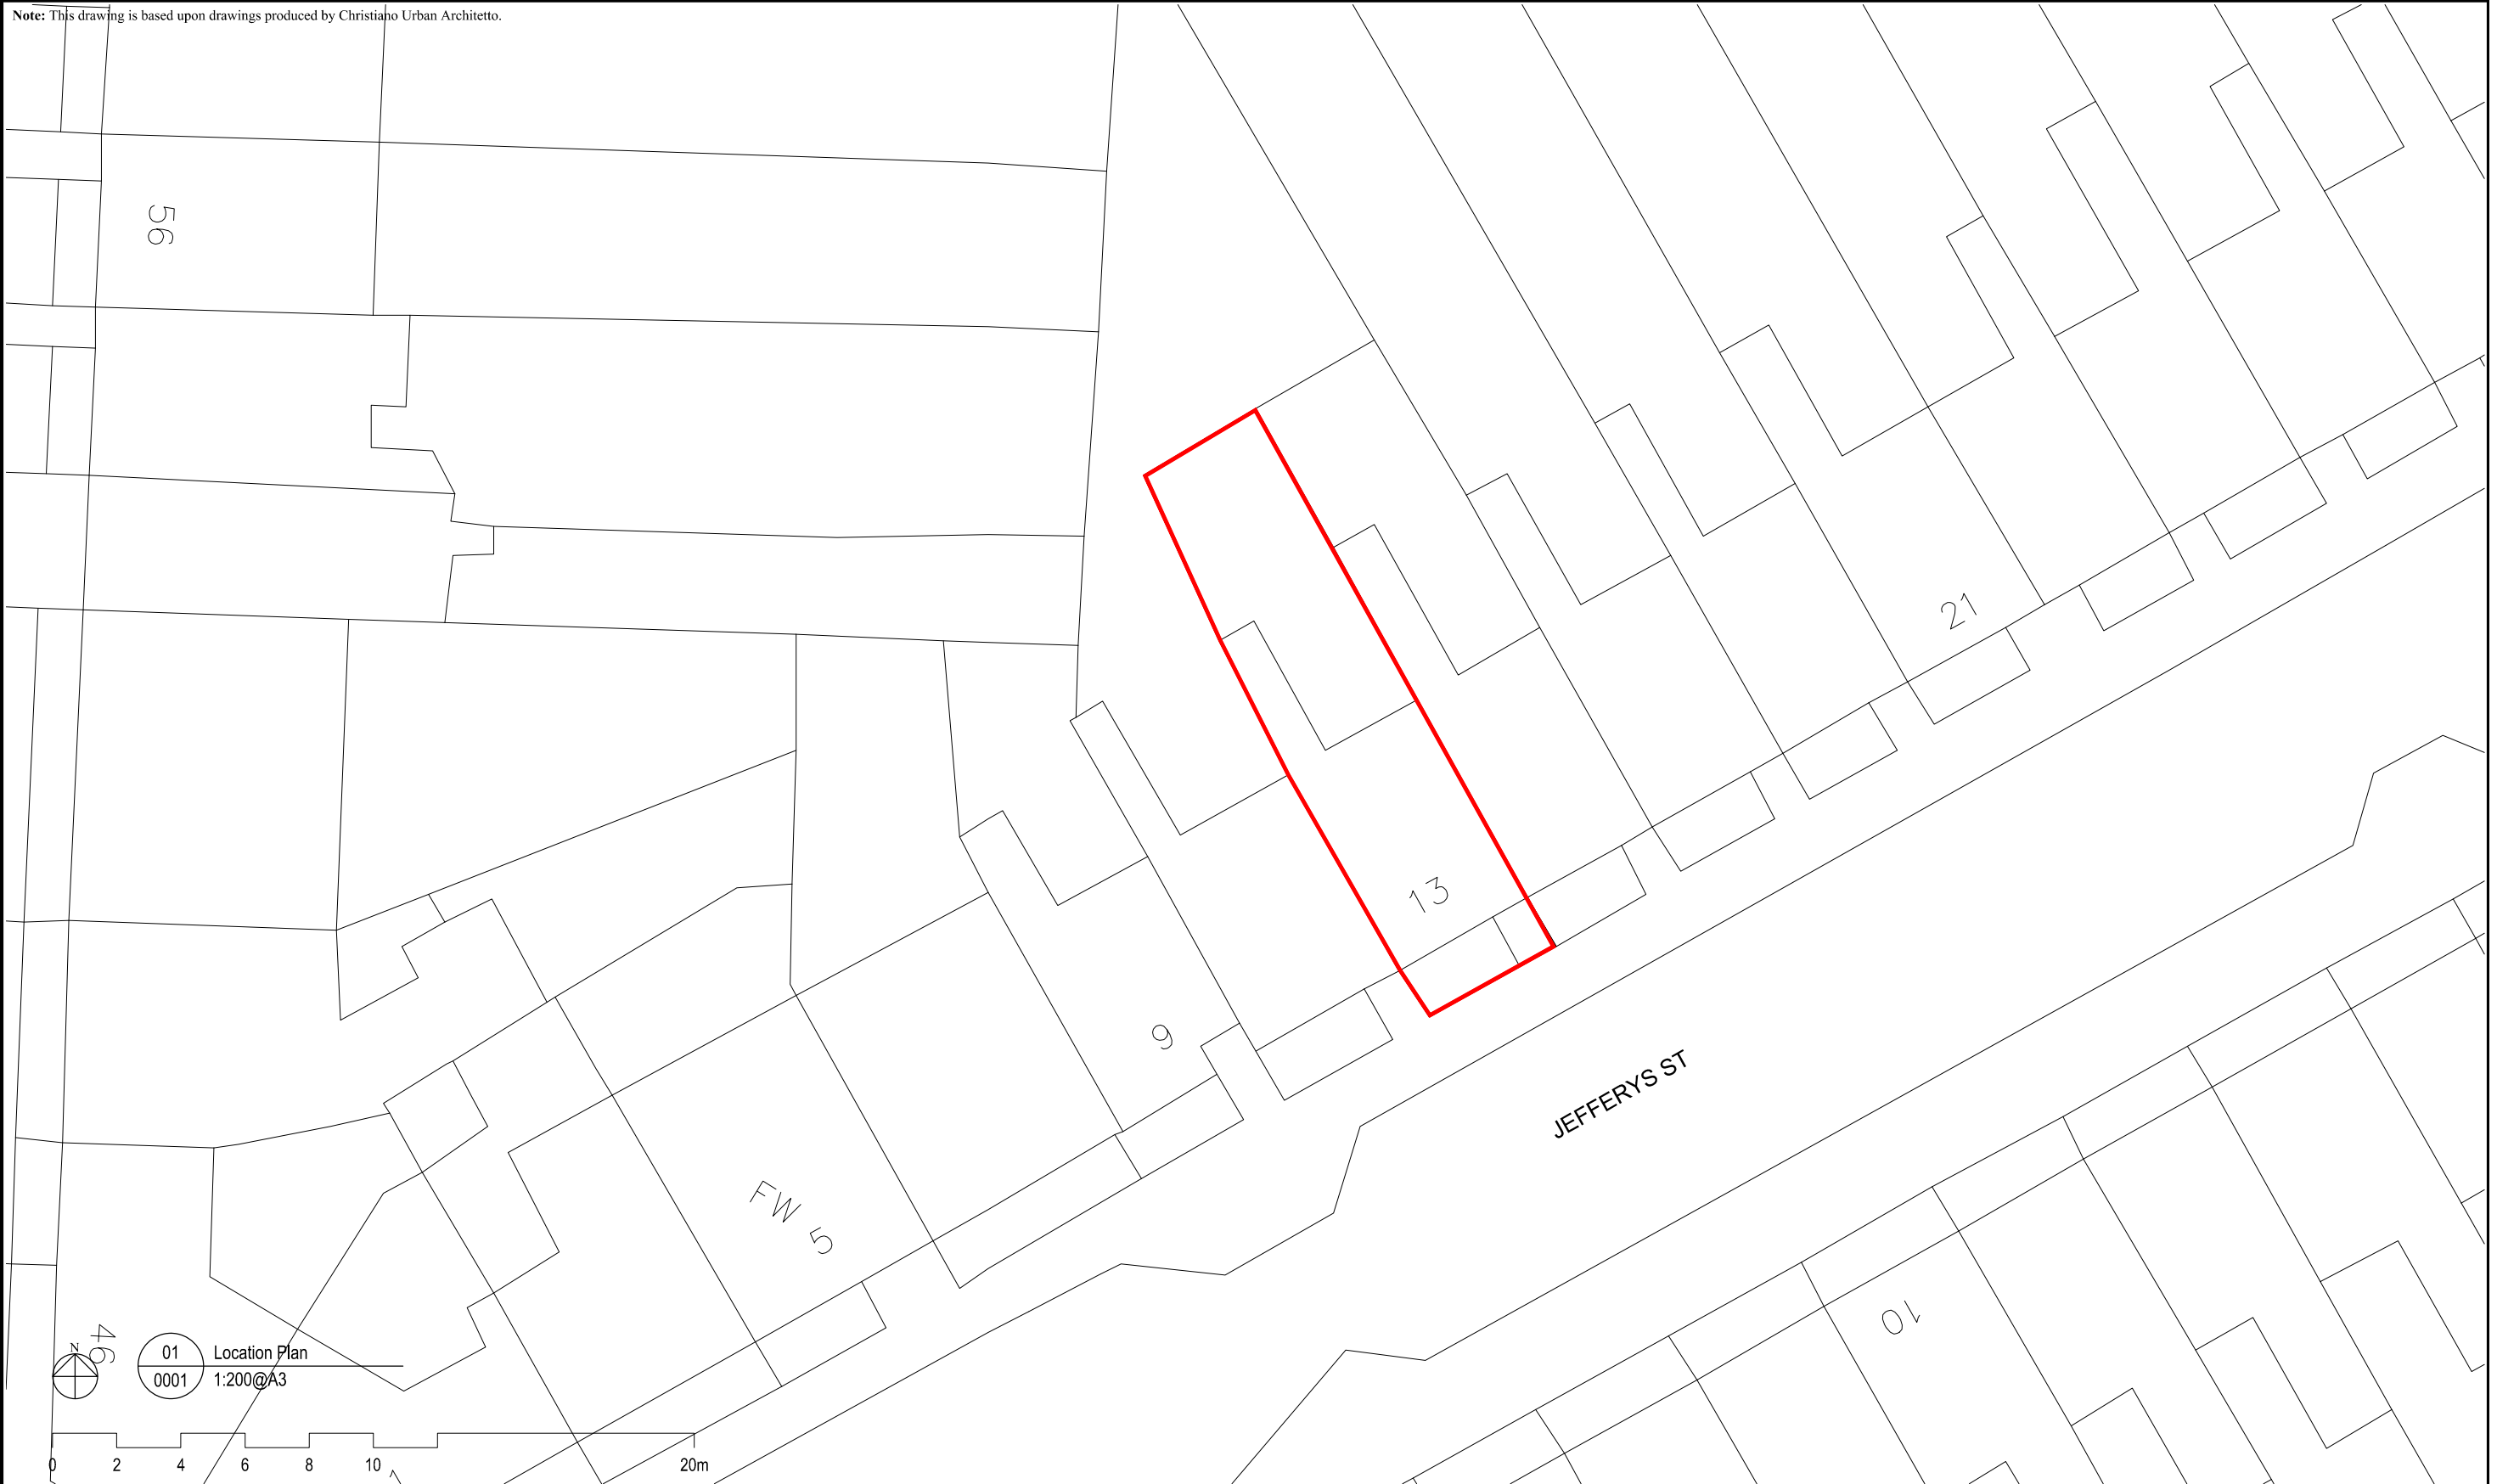 Note: This drawing is based upon drawings produced by Christiano Urban Architetto.
56
21
13
9
JEFFERYS ST
FW
5
10
49
N
01
0001
Location Plan
1:200@A3
0 2 4 6 8 10 20m